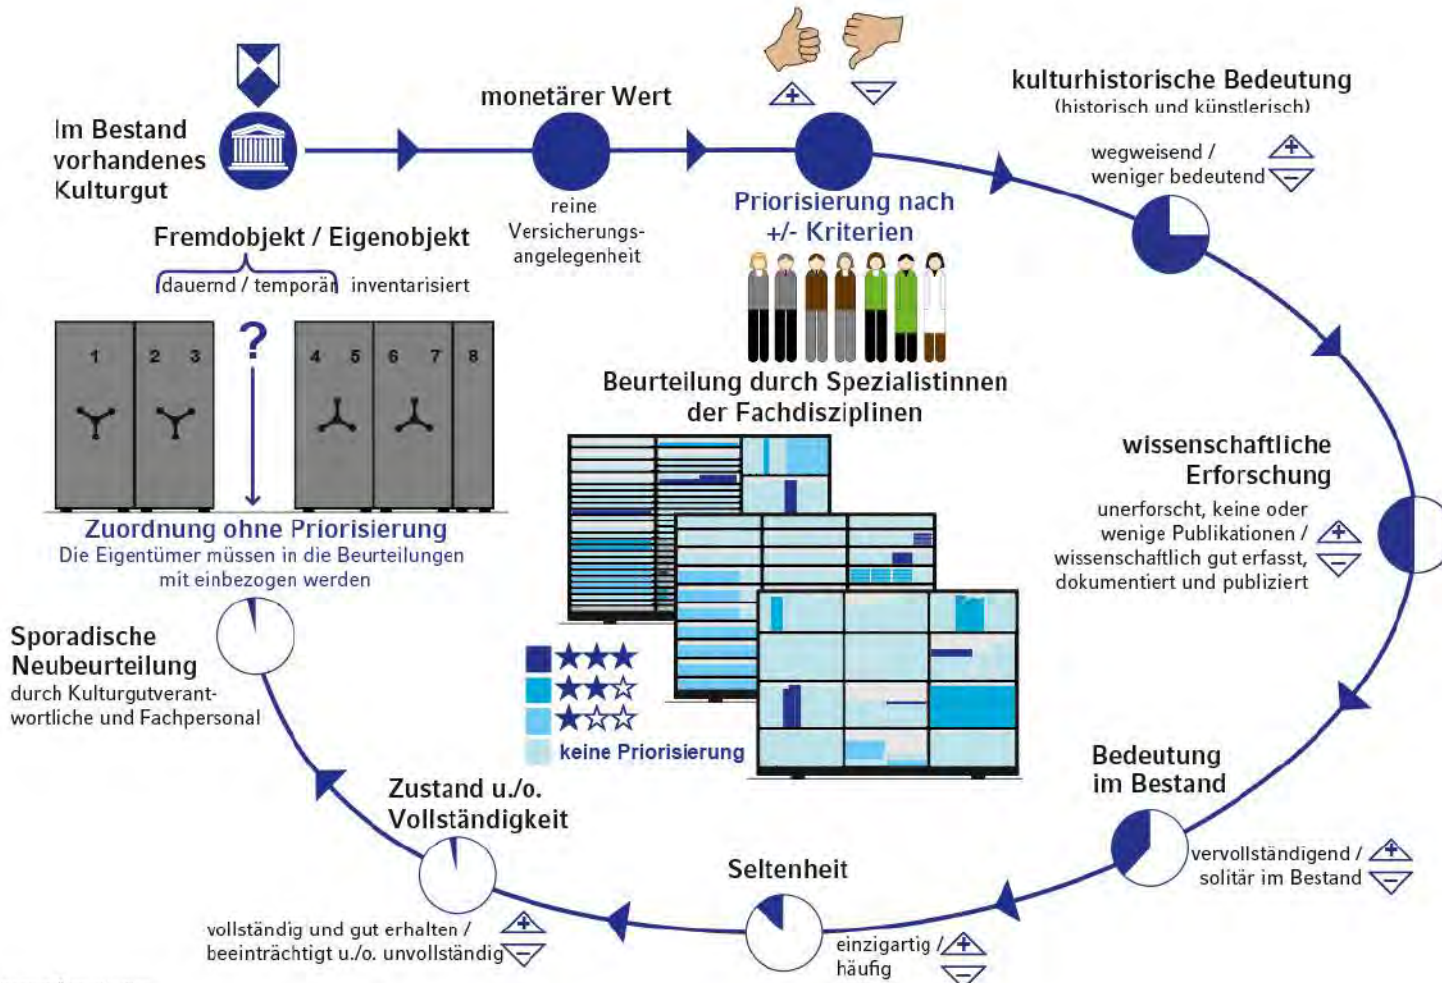 Im Bestand
vorhandenes
Kulturgut
monetärer Wert
reine
Versicherungs-
angelegenheit
+
−
Priorisierung nach
+/- Kriterien
kulturhistorische Bedeutung
(historisch und künstlerisch)
wegweisend /
weniger bedeutend
+
−
Fremdobjekt / Eigenobjekt
dauernd / temporär inventarisiert
1 2 3 ? 4 5 6 7 8
Zuordnung ohne Priorisierung
Die Eigentümer müssen in die Beurteilungen
mit einbezogen werden
Beurteilung durch Spezialistinnen
der Fachdisziplinen
keine Priorisierung
wissenschaftliche
Erforschung
unerforscht, keine oder
wenige Publikationen /
wissenschaftlich gut erfasst,
dokumentiert und publiziert
+
−
Bedeutung
im Bestand
vervollständigend /
solitär im Bestand
+
−
Seltenheit
einzigartig /
häufig
+
−
Zustand u./o.
Vollständigkeit
vollständig und gut erhalten /
beeinträchtigt u./o. unvollständig
+
−
Sporadische
Neubeurteilung
durch Kulturgutverant-
wortliche und Fachpersonal